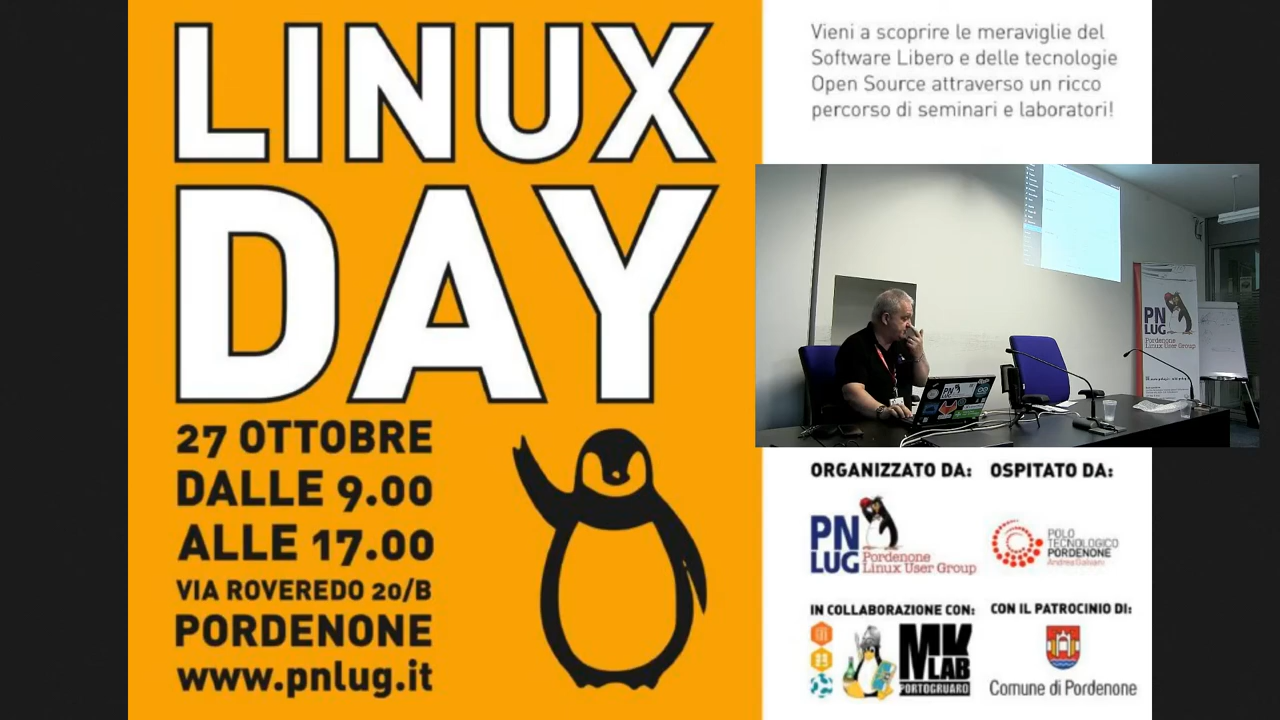 LINUX
DAY
27 OTTOBRE
DALLE 9.00
ALLE 17.00
VIA ROVEREDO 20/B
PORDENONE
www.pnlug.it
Vieni a scoprire le meraviglie del
Software Libero e delle tecnologie
Open Source attraverso un ricco
percorso di seminari e laboratori!
PN
LUG
Pordenone
Linux User Group
PN
ORGANIZZATO DA:
OSPITATO DA:
PN
LUG
Pordenone
Linux User Group
POLO
TECNOLOGICO
PORDENONE
Andrea Galvani
IN COLLABORAZIONE CON:
CON IL PATROCINIO DI:
MK
LAB
PORTOGRUARO
Comune di Pordenone